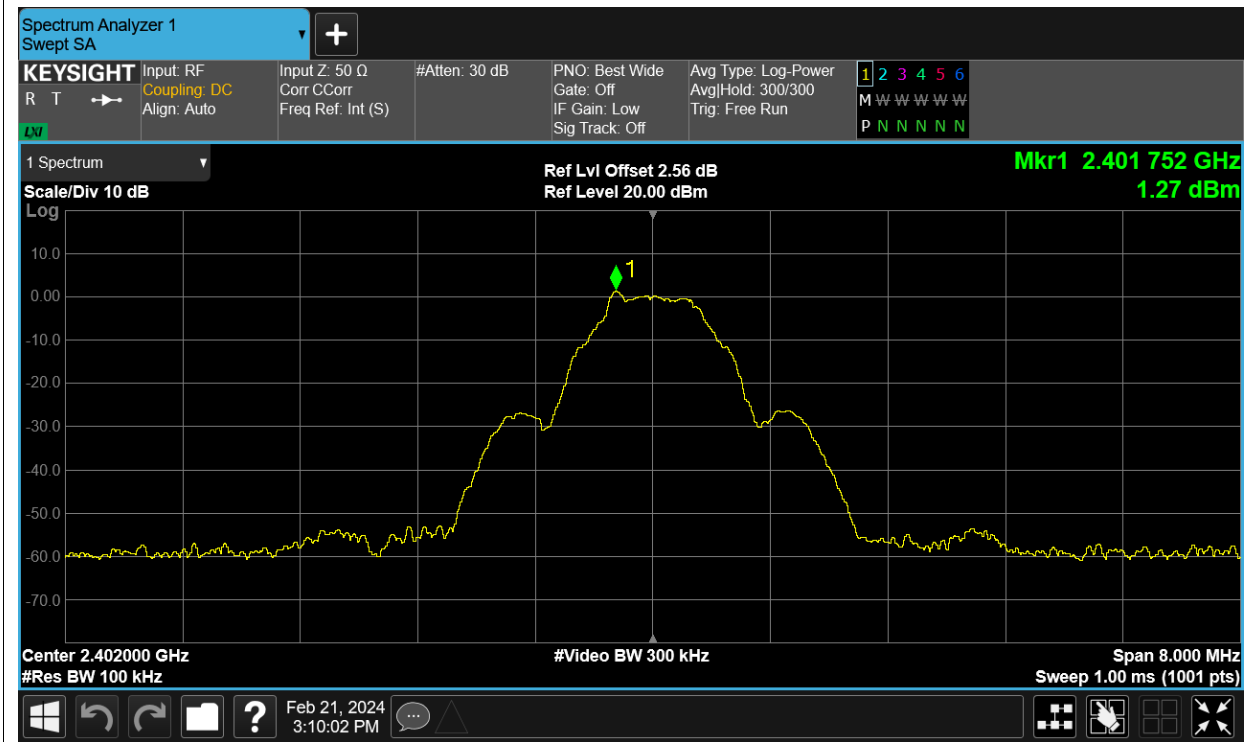 Spectrum Analyzer 1
Swept SA
KEYSIGHT
R T
LXI
Input: RF
Coupling: DC
Align: Auto
Input Z: 50 Ω
Corr CCorr
Freq Ref: Int (S)
#Atten: 30 dB
PNO: Best Wide
Gate: Off
IF Gain: Low
Sig Track: Off
Avg Type: Log-Power
Avg|Hold: 300/300
Trig: Free Run
1 2 3 4 5 6
M W W W W W
P N N N N N
1 Spectrum
Scale/Div 10 dB
Log
Ref Lvl Offset 2.56 dB
Ref Level 20.00 dBm
Mkr1 2.401 752 GHz
1.27 dBm
1
10.0
0.00
-10.0
-20.0
-30.0
-40.0
-50.0
-60.0
-70.0
Center 2.402000 GHz
#Res BW 100 kHz
#Video BW 300 kHz
Span 8.000 MHz
Sweep 1.00 ms (1001 pts)
?
Feb 21, 2024
3:10:02 PM